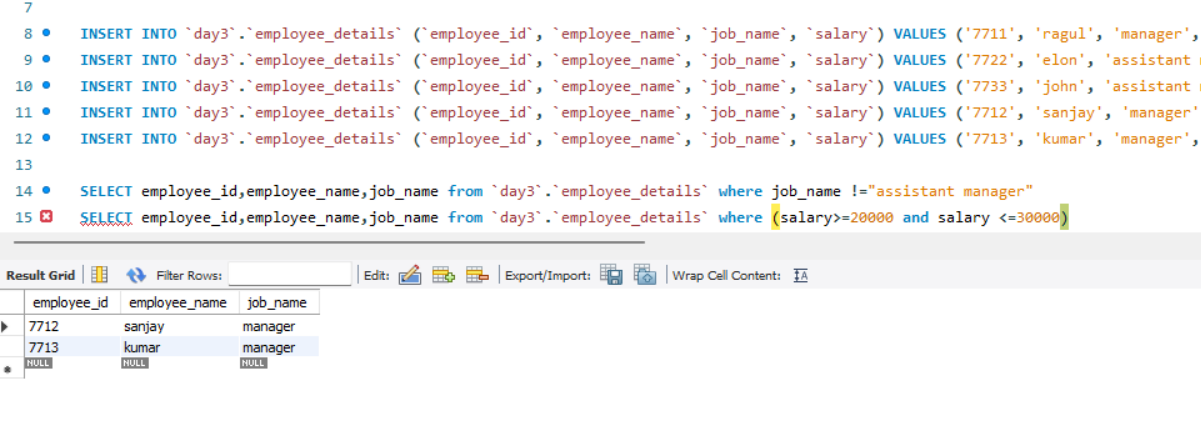 7
8 INSERT INTO `day3`.`employee_details` (`employee_id`, `employee_name`, `job_name`, `salary`) VALUES ('7711', 'ragul', 'manager',
9 INSERT INTO `day3`.`employee_details` (`employee_id`, `employee_name`, `job_name`, `salary`) VALUES ('7722', 'elon', 'assistant
10 INSERT INTO `day3`.`employee_details` (`employee_id`, `employee_name`, `job_name`, `salary`) VALUES ('7733', 'john', 'assistant
11 INSERT INTO `day3`.`employee_details` (`employee_id`, `employee_name`, `job_name`, `salary`) VALUES ('7712', 'sanjay', 'manager
12 INSERT INTO `day3`.`employee_details` (`employee_id`, `employee_name`, `job_name`, `salary`) VALUES ('7713', 'kumar', 'manager',
13
14 SELECT employee_id,employee_name,job_name from `day3`.`employee_details` where job_name !="assistant manager"
15 SELECT employee_id,employee_name,job_name from `day3`.`employee_details` where (salary>=20000 and salary <=30000)
Result Grid Filter Rows: Edit: Export/Import: Wrap Cell Content: IA
employee_id employee_name job_name
7712 sanjay manager
7713 kumar manager
NULL NULL NULL